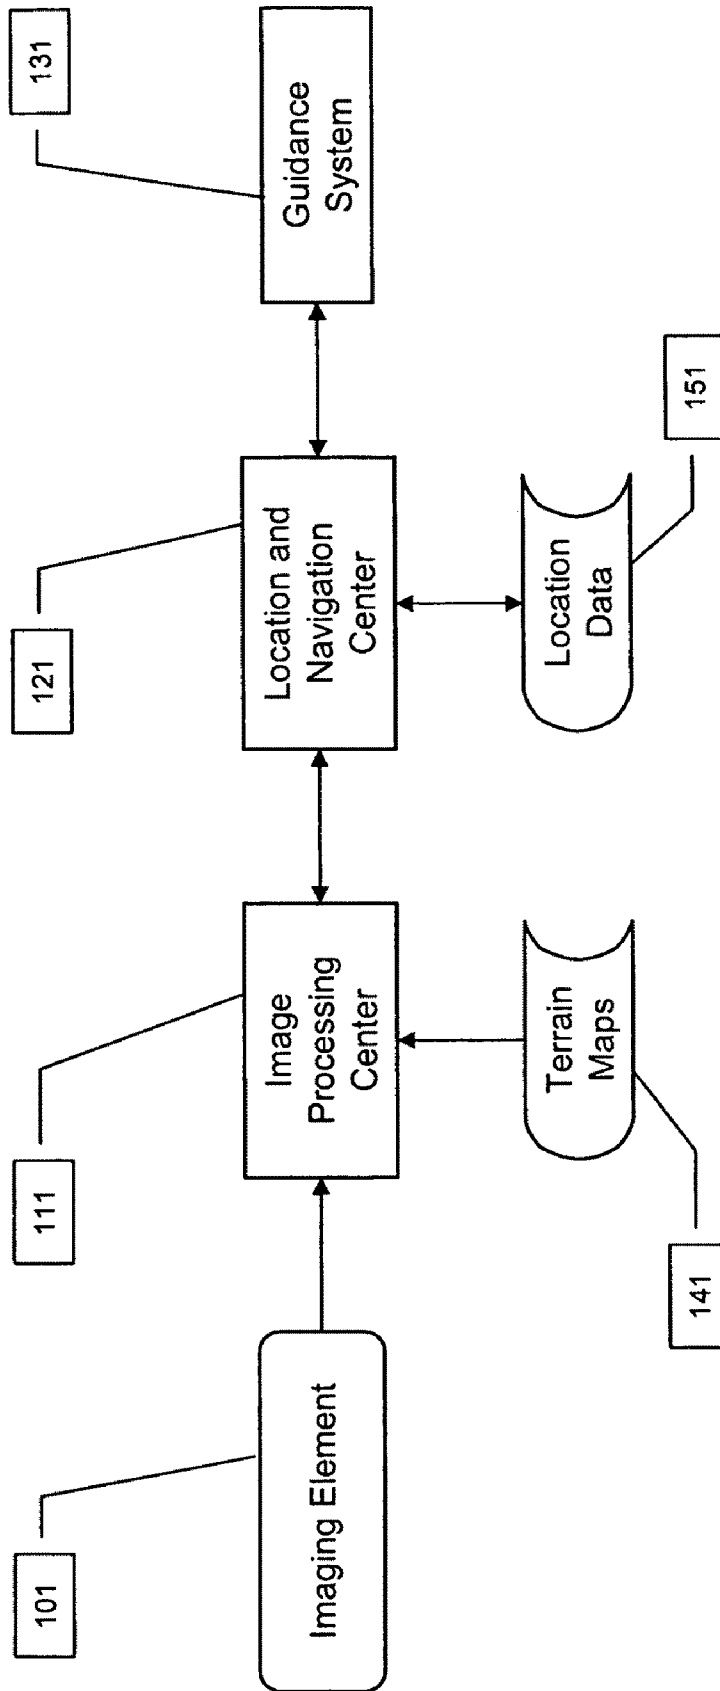 101
111
121
131
Imaging Element
Image
Processing
Center
Location and
Navigation
Center
Guidance
System
Terrain
Maps
Location
Data
141
151